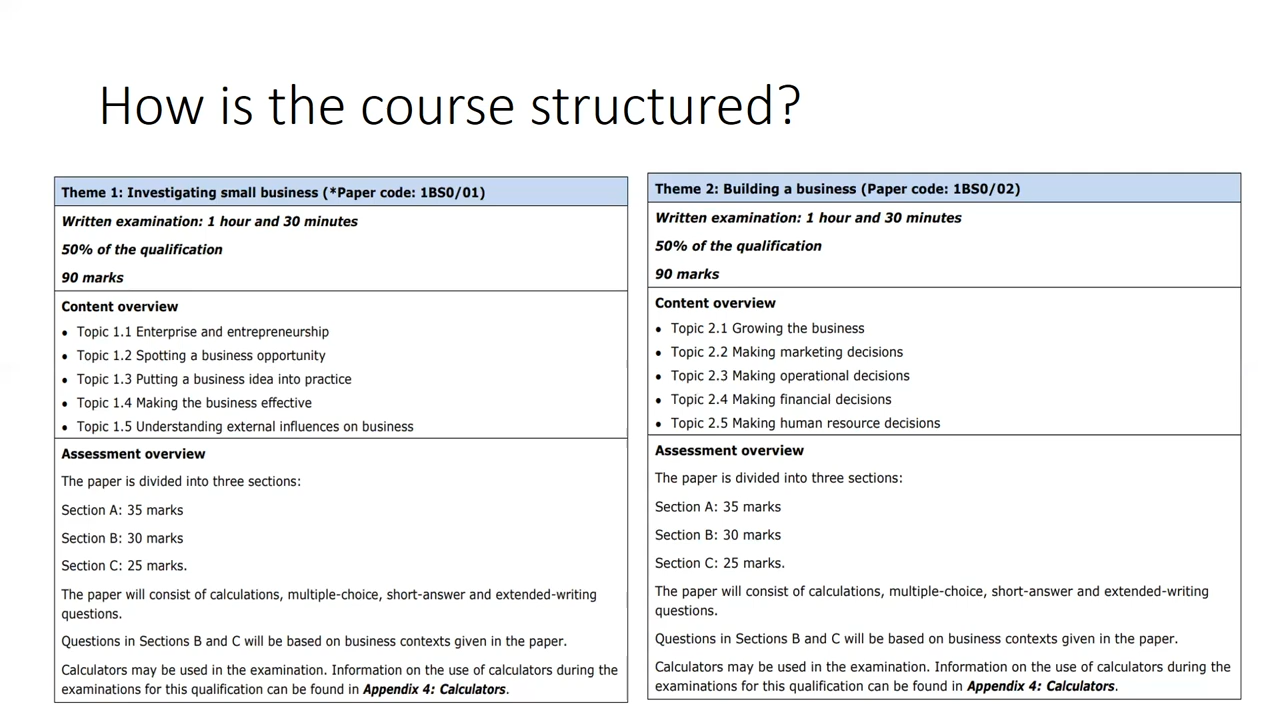 How is the course structured?
Theme 1: Investigating small business (*Paper code: 1BS0/01)
Written examination: 1 hour and 30 minutes
50% of the qualification
90 marks
Content overview
• Topic 1.1 Enterprise and entrepreneurship
• Topic 1.2 Spotting a business opportunity
• Topic 1.3 Putting a business idea into practice
• Topic 1.4 Making the business effective
• Topic 1.5 Understanding external influences on business
Assessment overview
The paper is divided into three sections:
Section A: 35 marks
Section B: 30 marks
Section C: 25 marks.
The paper will consist of calculations, multiple-choice, short-answer and extended-writing
questions.
Questions in Sections B and C will be based on business contexts given in the paper.
Calculators may be used in the examination. Information on the use of calculators during the
examinations for this qualification can be found in Appendix 4: Calculators.
Theme 2: Building a business (Paper code: 1BS0/02)
Written examination: 1 hour and 30 minutes
50% of the qualification
90 marks
Content overview
• Topic 2.1 Growing the business
• Topic 2.2 Making marketing decisions
• Topic 2.3 Making operational decisions
• Topic 2.4 Making financial decisions
• Topic 2.5 Making human resource decisions
Assessment overview
The paper is divided into three sections:
Section A: 35 marks
Section B: 30 marks
Section C: 25 marks.
The paper will consist of calculations, multiple-choice, short-answer and extended-writing
questions.
Questions in Sections B and C will be based on business contexts given in the paper.
Calculators may be used in the examination. Information on the use of calculators during the
examinations for this qualification can be found in Appendix 4: Calculators.